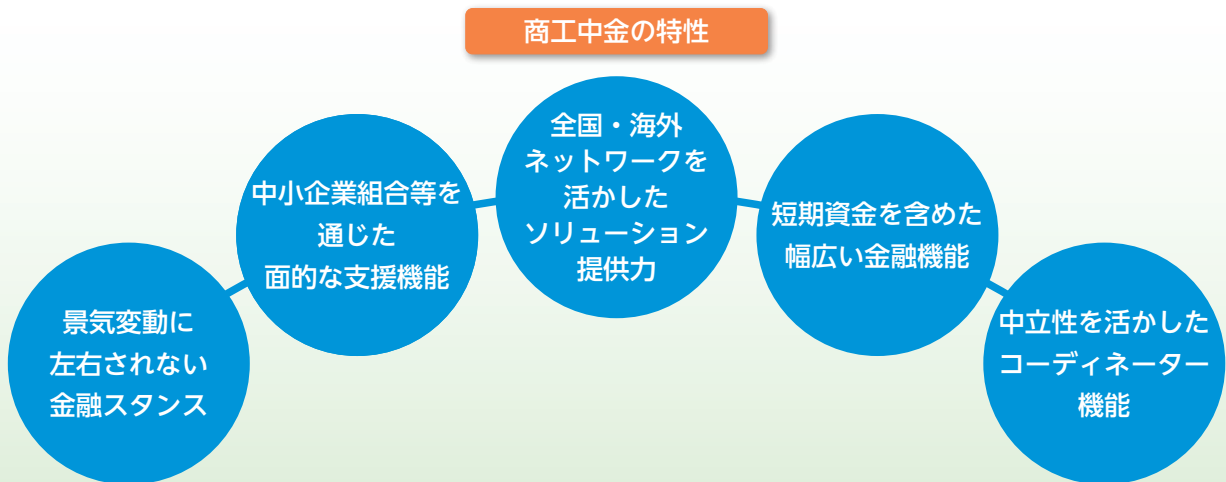 商工中金の特性
景気変動に
左右されない
金融スタンス
中小企業組合等を
通じた
面的な支援機能
全国・海外
ネットワークを
活かした
ソリューション
提供力
短期資金を含めた
幅広い金融機能
中立性を活かした
コーディネーター
機能